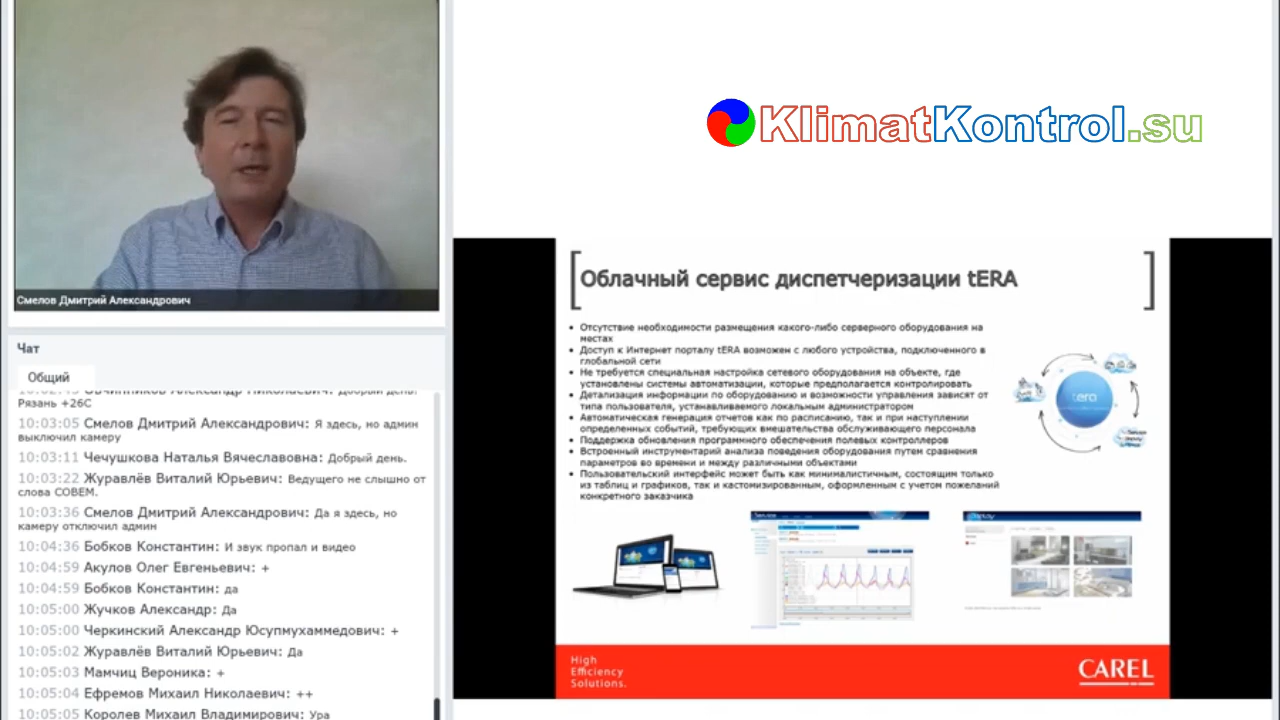 Смелов Дмитрий Александрович
Чат
Общий
Рязань +26С
10:03:05 Смелов Дмитрий Александрович: Я здесь, но админ
выключил камеру
10:03:11 Чечушкова Наталья Вячеславовна: Добрый день.
10:03:22 Журавлёв Виталий Юрьевич: Ведущего не слышно от
слова СОВЕМ.
10:03:36 Смелов Дмитрий Александрович: Да я здесь, но
камеру отключил админ
10:04:36 Бобков Константин: И звук пропал и видео
10:04:59 Акулов Олег Евгеньевич: +
10:04:59 Бобков Константин: да
10:05:00 Жучков Александр: Да
10:05:00 Черкинский Александр Юсупмухаммедович: +
10:05:02 Журавлёв Виталий Юрьевич: Да
10:05:03 Мамчиц Вероника: +
10:05:04 Ефремов Михаил Николаевич: ++
10:05:05 Королев Михаил Владимирович: Ура
KlimatKontrol.su
Облачный сервис диспетчеризации tERA
• Отсутствие необходимости размещения какого-либо серверного оборудования на
местах
• Доступ к Интернет порталу tERA возможен с любого устройства, подключенного в
глобальной сети
• Не требуется специальная настройка сетевого оборудования на объекте, где
установлены системы автоматизации, которые предполагается контролировать
• Детализация информации по оборудованию и возможности управления зависят от
типа пользователя, устанавливаемого локальным администратором
• Автоматическая генерация отчетов как по расписанию, так и при наступлении
определенных событий, требующих вмешательства обслуживающего персонала
• Поддержка обновления программного обеспечения полевых контроллеров
• Встроенный инструментарий анализа поведения оборудования путем сравнения
параметров во времени и между различными объектами
• Пользовательский интерфейс может быть как минималистичным, состоящим только
из таблиц и графиков, так и кастомизированным, оформленным с учетом пожеланий
конкретного заказчика
tera
High
Efficiency
Solutions.
CAREL